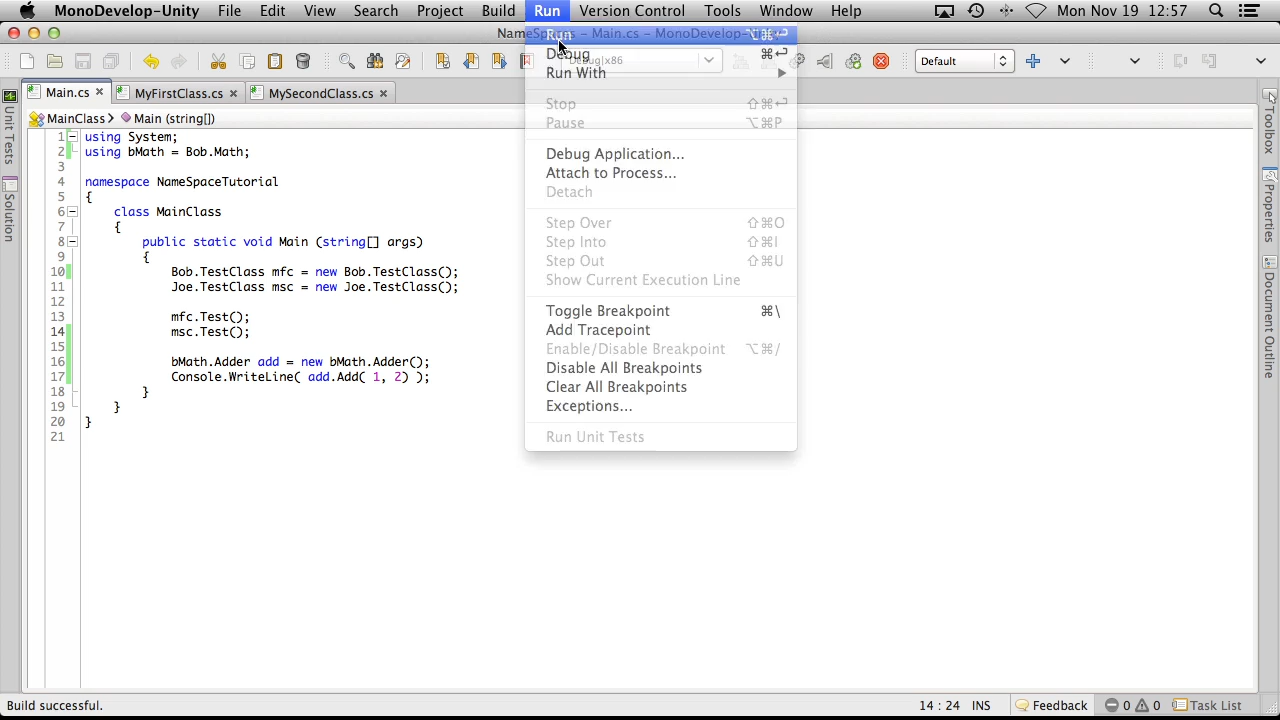 MonoDevelop-Unity File Edit View Search Project Build Run Version Control Tools Window Help Mon Nov 19 12:57
NameSpaces – Main.cs – MonoDevelop-Unity
Debug|x86
Default
Main.cs MyFirstClass.cs MySecondClass.cs
MainClass Main (string[])
1 using System;
2 using bMath = Bob.Math;
3
4 namespace NameSpaceTutorial
5 {
6 class MainClass
7 {
8 public static void Main (string[] args)
9 {
10 Bob.TestClass mfc = new Bob.TestClass();
11 Joe.TestClass msc = new Joe.TestClass();
12
13 mfc.Test();
14 msc.Test();
15
16 bMath.Adder add = new bMath.Adder();
17 Console.WriteLine( add.Add( 1, 2) );
18 }
19 }
20 }
21
Run ⌥⌘↩
Debug ⌘↩
Run With
Stop ⇧⌘↩
Pause ⌥⌘P
Debug Application...
Attach to Process...
Detach
Step Over ⇧⌘O
Step Into ⇧⌘I
Step Out ⇧⌘U
Show Current Execution Line
Toggle Breakpoint ⌘\
Add Tracepoint
Enable/Disable Breakpoint ⌥⌘/
Disable All Breakpoints
Clear All Breakpoints
Exceptions...
Run Unit Tests
Unit Tests
Solution
Toolbox
Properties
Document Outline
Build successful. 14 : 24 INS Feedback 0 0 Task List